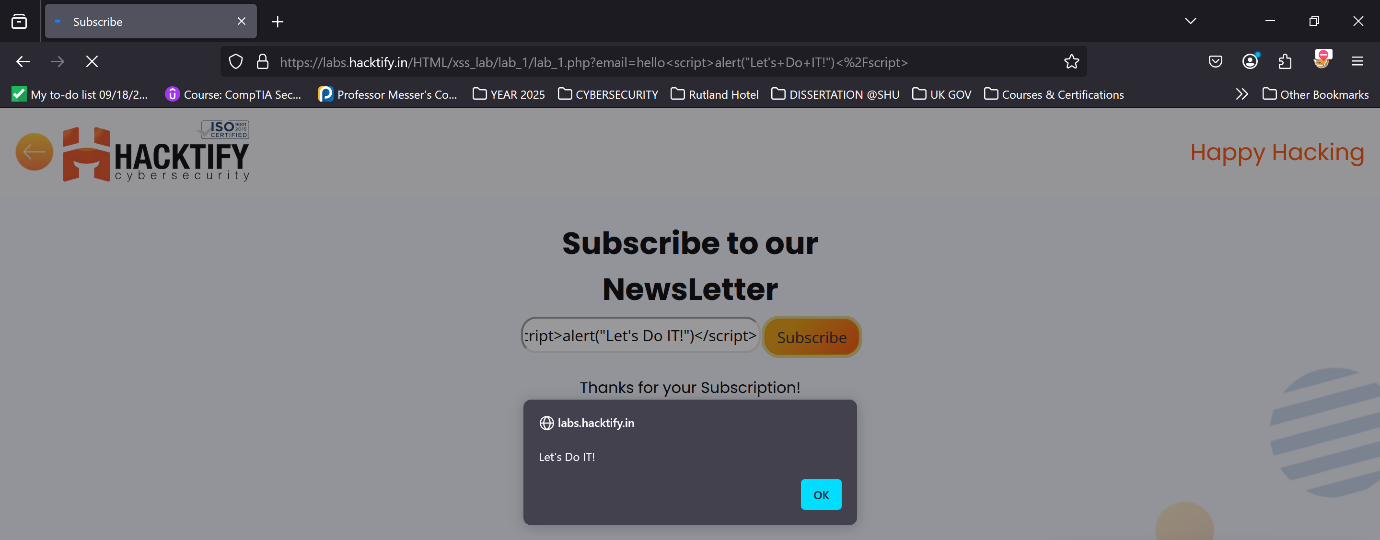 Subscribe
https://labs.hacktify.in/HTML/xss_lab/lab_1/lab_1.php?email=hello<script>alert("Let's+Do+IT!")<%2Fscript>
My to-do list 09/18/2... Course: CompTIA Sec... Professor Messer's Co... YEAR 2025 CYBERSECURITY Rutland Hotel DISSERTATION @SHU UK GOV Courses & Certifications Other Bookmarks
ISO
CERTIFIED
HACKTIFY
cybersecurity
Happy Hacking
Subscribe to our
NewsLetter
cript>alert("Let's Do IT!")</script> Subscribe
Thanks for your Subscription!
labs.hacktify.in
Let's Do IT!
OK